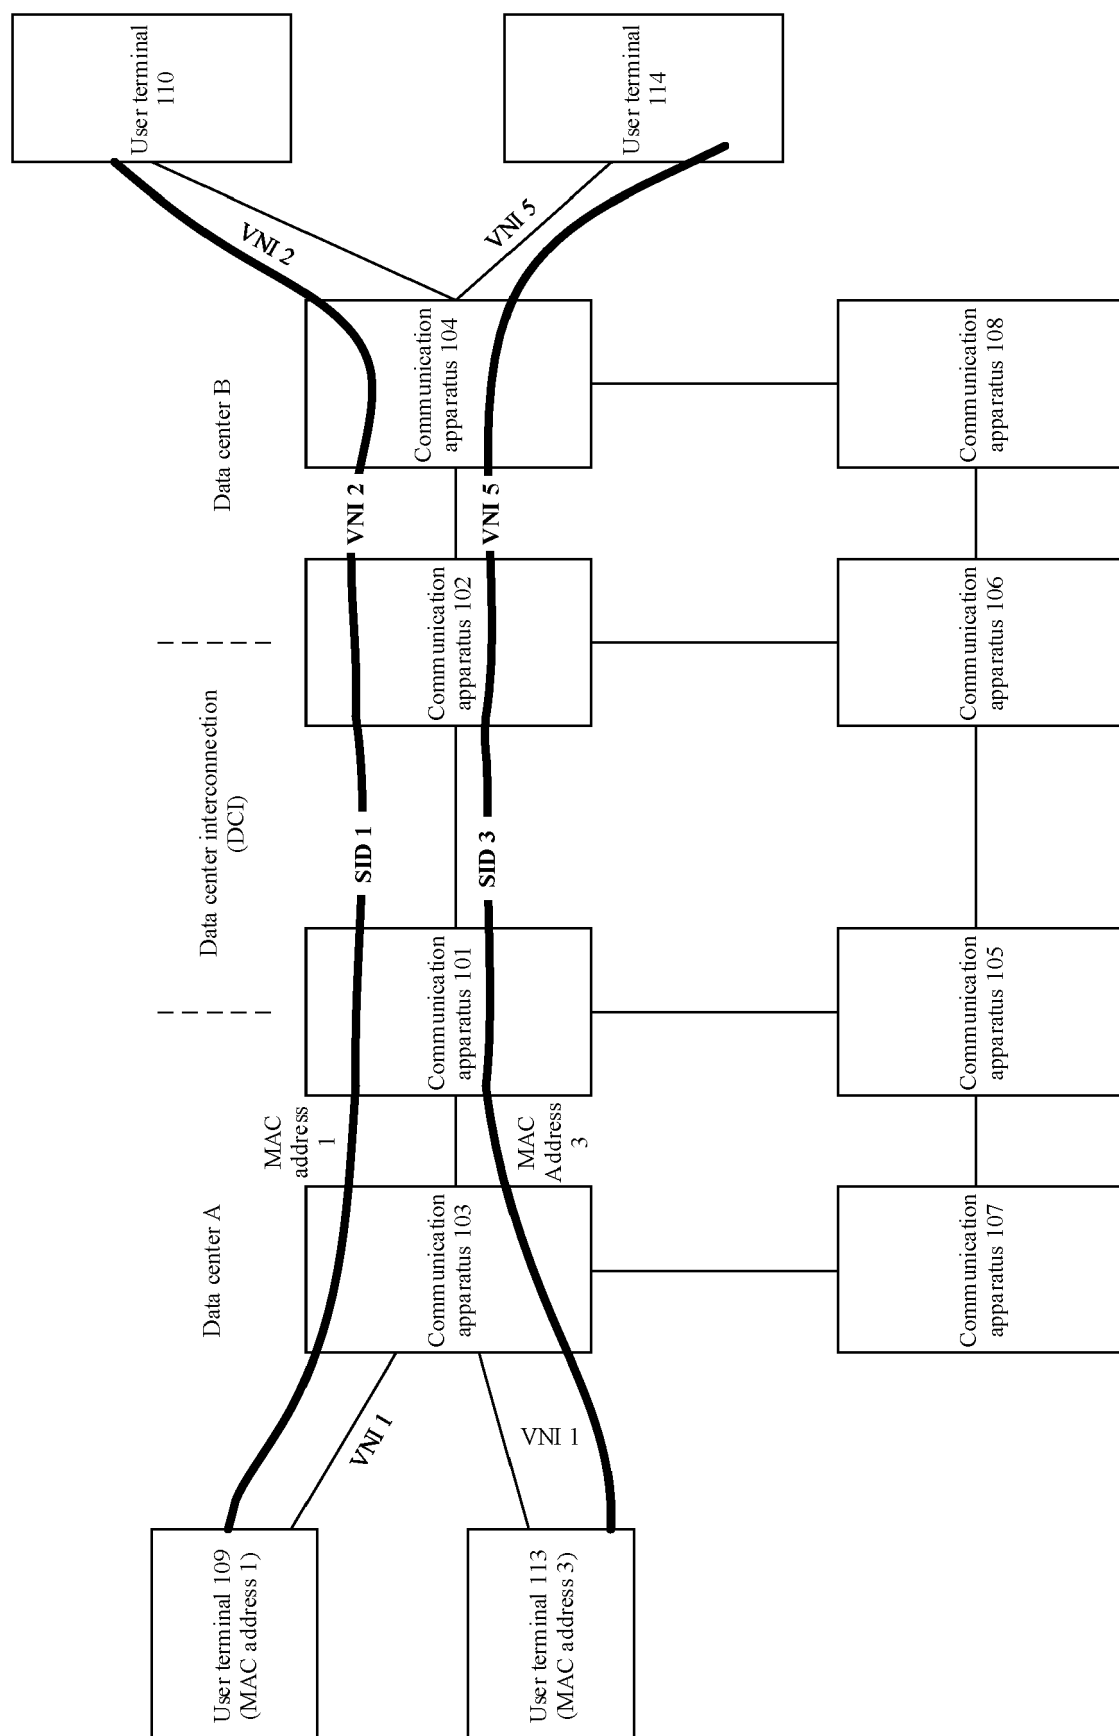 Data center A
Data center interconnection
(DCI)
Data center B
User terminal 109
(MAC address 1)
User terminal 113
(MAC address 3)
VNI 1
VNI 1
Communication
apparatus 103
MAC
address
1
MAC
Address
3
Communication
apparatus 101
SID 1
SID 3
Communication
apparatus 102
VNI 2
VNI 5
Communication
apparatus 104
VNI 2
VNI 5
User terminal
110
User terminal
114
Communication
apparatus 107
Communication
apparatus 105
Communication
apparatus 106
Communication
apparatus 108